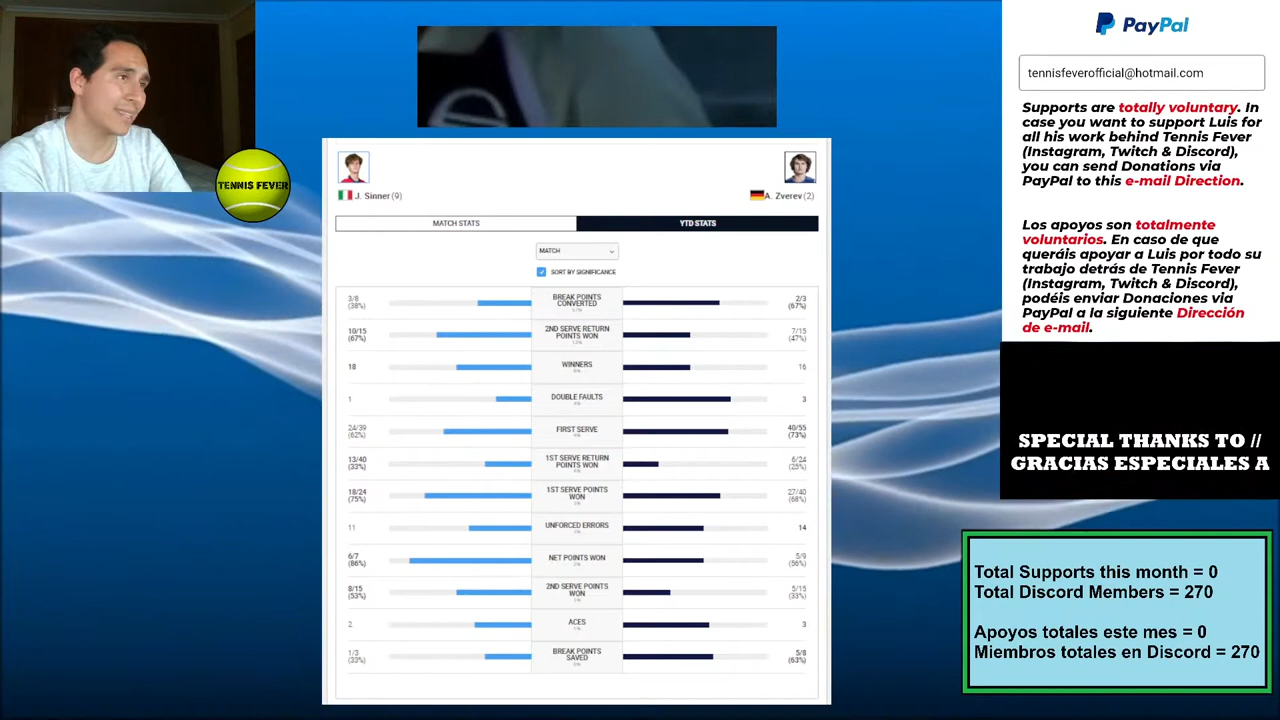 TENNIS FEVER
J. Sinner (9)
A. Zverev (2)
MATCH STATS
YTD STATS
MATCH
SORT BY SIGNIFICANCE
3/8
(38%)
BREAK POINTS
CONVERTED
2/3
(67%)
10/15
(67%)
2ND SERVE RETURN
POINTS WON
7/15
(47%)
18
WINNERS
16
1
DOUBLE FAULTS
3
24/39
(62%)
FIRST SERVE
40/55
(73%)
13/40
(33%)
1ST SERVE RETURN
POINTS WON
6/24
(25%)
18/24
(75%)
1ST SERVE POINTS
WON
27/40
(68%)
11
UNFORCED ERRORS
14
6/7
(86%)
NET POINTS WON
5/9
(56%)
8/15
(53%)
2ND SERVE POINTS
WON
5/15
(33%)
2
ACES
3
1/3
(33%)
BREAK POINTS
SAVED
5/8
(63%)
PayPal
tennisfeverofficial@hotmail.com
Supports are totally voluntary. In
case you want to support Luis for
all his work behind Tennis Fever
(Instagram, Twitch & Discord),
you can send Donations via
PayPal to this e-mail Direction.
Los apoyos son totalmente
voluntarios. En caso de que
queráis apoyar a Luis por todo su
trabajo detrás de Tennis Fever
(Instagram, Twitch & Discord),
podéis enviar Donaciones via
PayPal a la siguiente Dirección
de e-mail.
SPECIAL THANKS TO //
GRACIAS ESPECIALES A
Total Supports this month = 0
Total Discord Members = 270
Apoyos totales este mes = 0
Miembros totales en Discord = 270